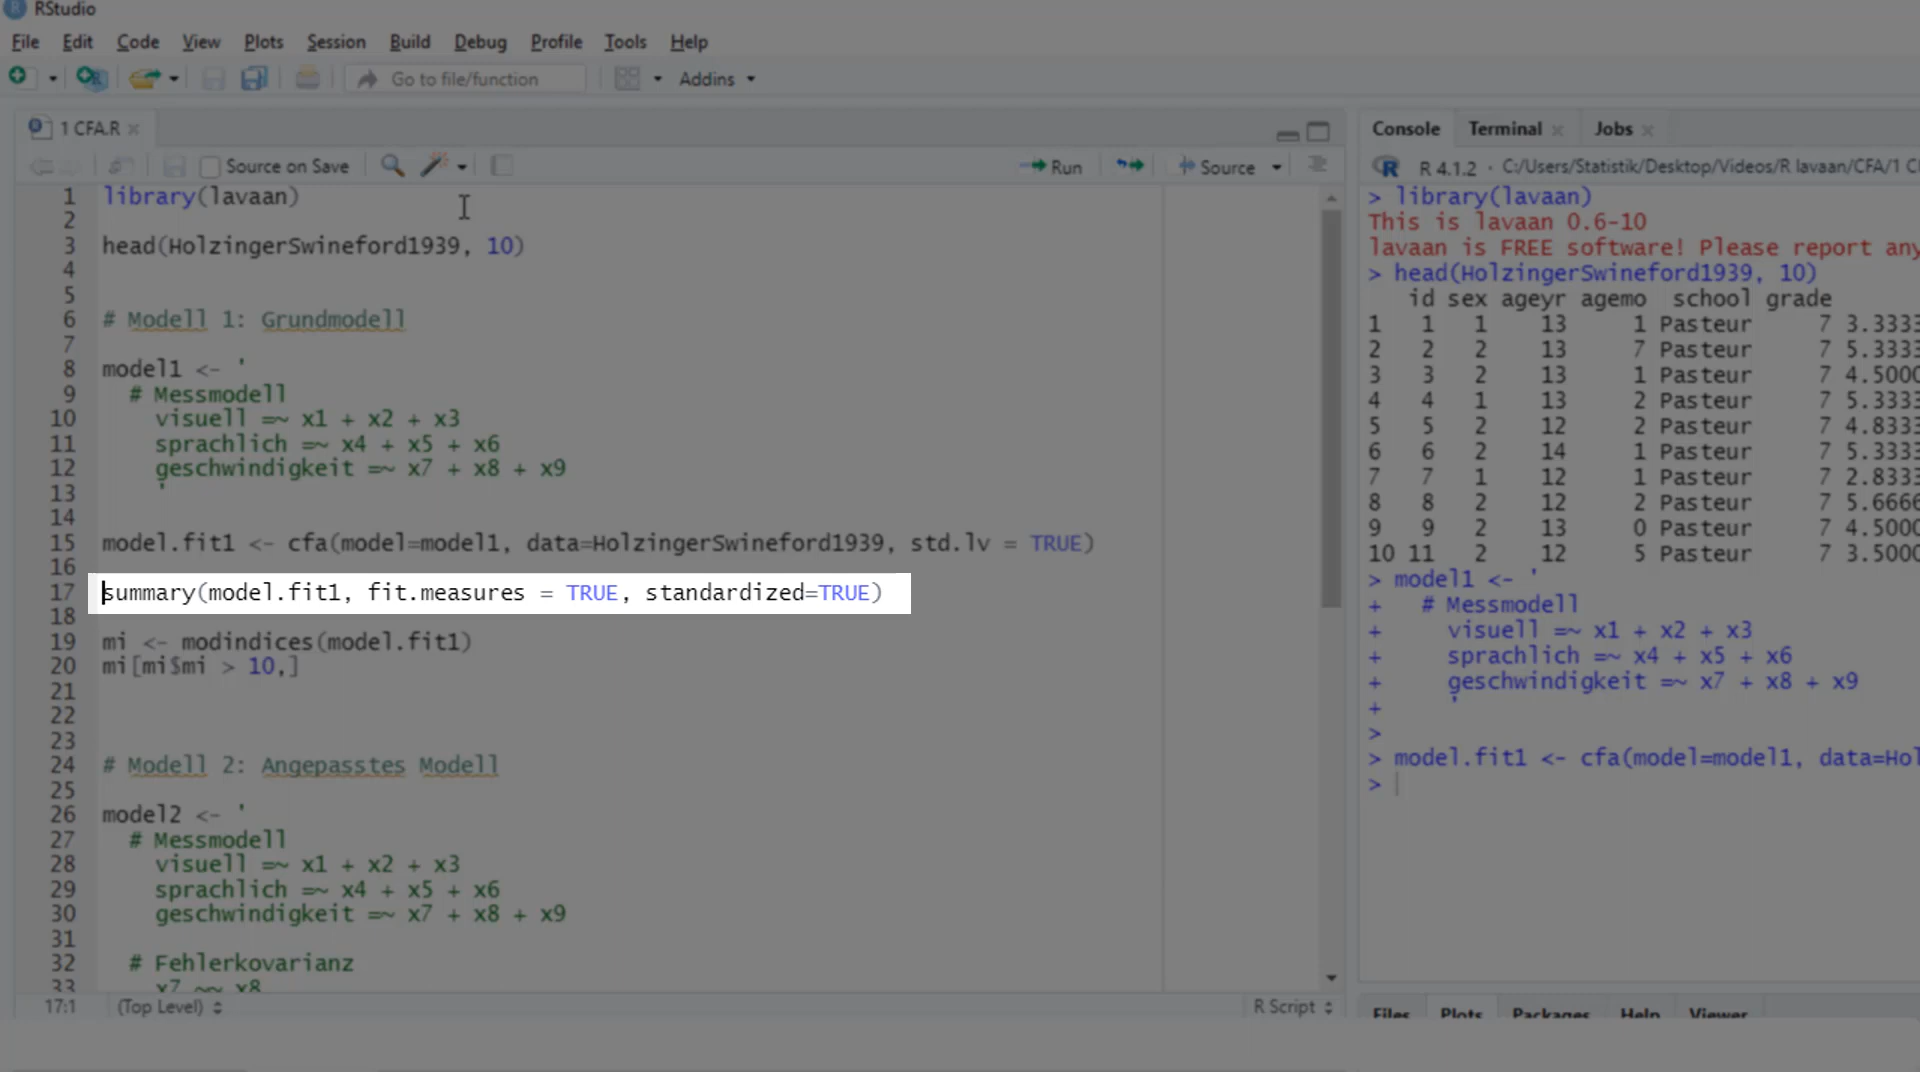 RStudio
File Edit Code View Plots Session Build Debug Profile Tools Help
Go to file/function Addins
1 CFA.R
Source on Save Run Source
1 library(lavaan)
2
3 head(HolzingerSwineford1939, 10)
4
5
6 # Modell 1: Grundmodell
7
8 model1 <- '
9 # Messmodell
10 visuell =~ x1 + x2 + x3
11 sprachlich =~ x4 + x5 + x6
12 geschwindigkeit =~ x7 + x8 + x9
13 '
14
15 model.fit1 <- cfa(model=model1, data=HolzingerSwineford1939, std.lv = TRUE)
16
17 summary(model.fit1, fit.measures = TRUE, standardized=TRUE)
18
19 mi <- modindices(model.fit1)
20 mi[mi$mi > 10,]
21
22
23
24 # Modell 2: Angepasstes Modell
25
26 model2 <- '
27 # Messmodell
28 visuell =~ x1 + x2 + x3
29 sprachlich =~ x4 + x5 + x6
30 geschwindigkeit =~ x7 + x8 + x9
31
32 # Fehlerkovarianz
33 x7 ~~ x8
17:1 (Top Level) R Script
Console Terminal Jobs
R 4.1.2 · C:/Users/Statistik/Desktop/Videos/R lavaan/CFA/1 C
> library(lavaan)
This is lavaan 0.6-10
lavaan is FREE software! Please report any
> head(HolzingerSwineford1939, 10)
id sex ageyr agemo school grade
1 1 1 13 1 Pasteur 7 3.3333
2 2 2 13 7 Pasteur 7 5.3333
3 3 2 13 1 Pasteur 7 4.5000
4 4 1 13 2 Pasteur 7 5.3333
5 5 2 12 2 Pasteur 7 4.8333
6 6 2 14 1 Pasteur 7 5.3333
7 7 1 12 1 Pasteur 7 2.8333
8 8 2 12 2 Pasteur 7 5.6666
9 9 2 13 0 Pasteur 7 4.5000
10 11 2 12 5 Pasteur 7 3.5000
> model1 <- '
+ # Messmodell
+ visuell =~ x1 + x2 + x3
+ sprachlich =~ x4 + x5 + x6
+ geschwindigkeit =~ x7 + x8 + x9
+ '
>
> model.fit1 <- cfa(model=model1, data=Hol
>
Files Plots Packages Help Viewer